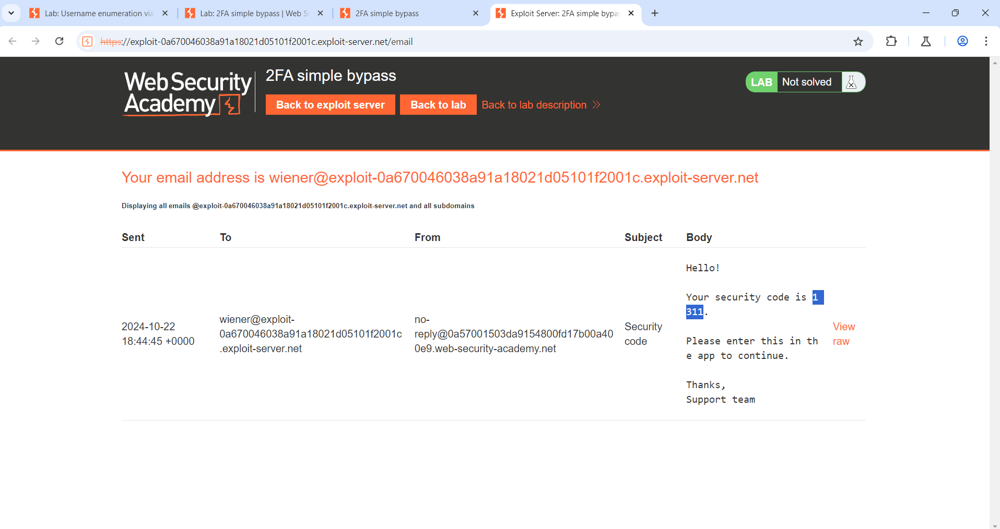 Lab: Username enumeration via
Lab: 2FA simple bypass | Web S
2FA simple bypass
Exploit Server: 2FA simple bypa
https://exploit-0a670046038a91a18021d05101f2001c.exploit-server.net/email
Web Security
Academy
2FA simple bypass
Back to exploit server
Back to lab
Back to lab description
LAB
Not solved
Your email address is wiener@exploit-0a670046038a91a18021d05101f2001c.exploit-server.net
Displaying all emails @exploit-0a670046038a91a18021d05101f2001c.exploit-server.net and all subdomains
Sent
To
From
Subject
Body
2024-10-22
18:44:45 +0000
wiener@exploit-
0a670046038a91a18021d05101f2001c
.exploit-server.net
no-
reply@0a57001503da9154800fd17b00a40
0e9.web-security-academy.net
Security
code
Hello!
Your security code is 1
311.
Please enter this in th
e app to continue.
Thanks,
Support team
View
raw